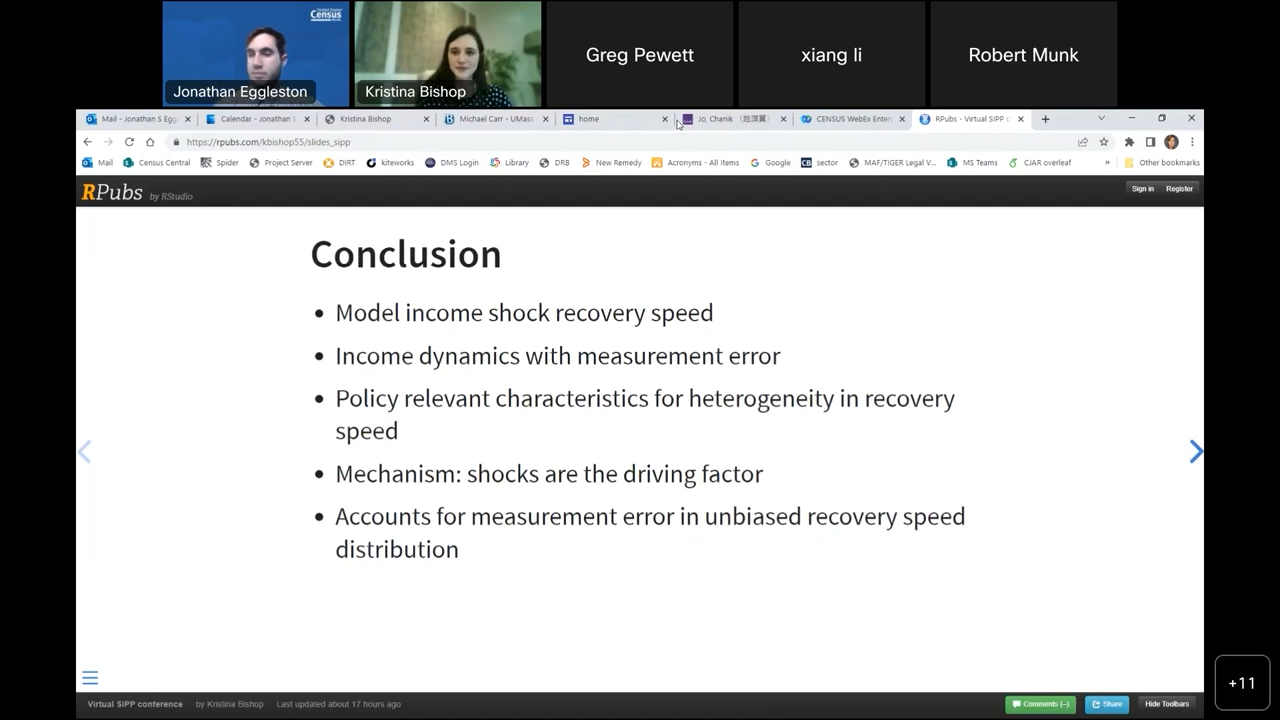 United States
Census
Jonathan Eggleston
Kristina Bishop
Greg Pewett
xiang li
Robert Munk
Mail - Jonathan S Egg
Calendar - Jonathan S
Kristina Bishop
Michael Carr - UMass
home
Jo, Chanik
CENSUS WebEx Enter
RPubs - Virtual SIPP c
https://rpubs.com/kbishop55/slides_sipp
Mail
Census Central
Spider
Project Server
DIRT
kiteworks
DMS Login
Library
DRB
New Remedy
Acronyms - All Items
Google
sector
MAF/TIGER Legal V...
MS Teams
CJAR overleaf
»
Other bookmarks
RPubs by RStudio
Sign in
Register
Conclusion
• Model income shock recovery speed
• Income dynamics with measurement error
• Policy relevant characteristics for heterogeneity in recovery
speed
• Mechanism: shocks are the driving factor
• Accounts for measurement error in unbiased recovery speed
distribution
+11
Virtual SIPP conference
by Kristina Bishop
Last updated about 17 hours ago
Comments (–)
Share
Hide Toolbars